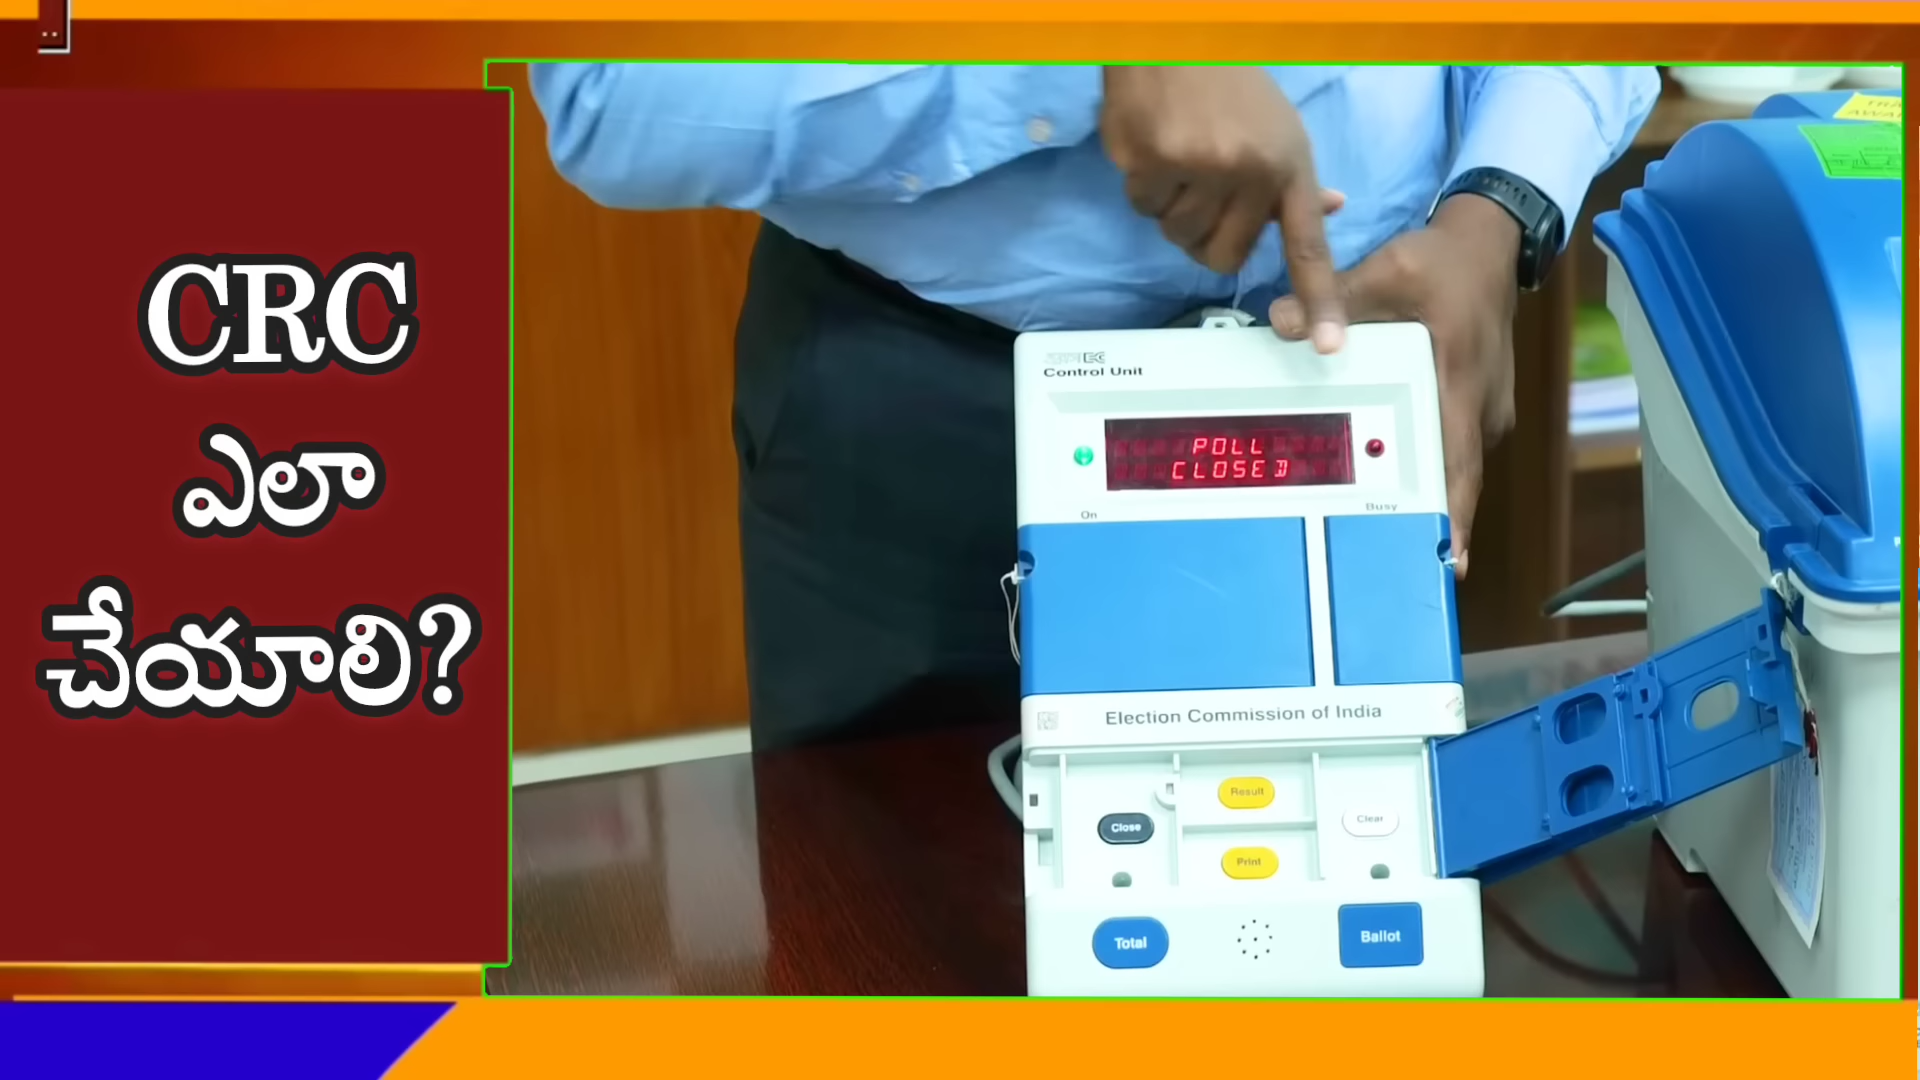 CRC
ఎలా
చేయాలి?
Control Unit
POLL
CLOSED
On
Busy
Election Commission of India
Result
Close
Clear
Print
Total
Ballot